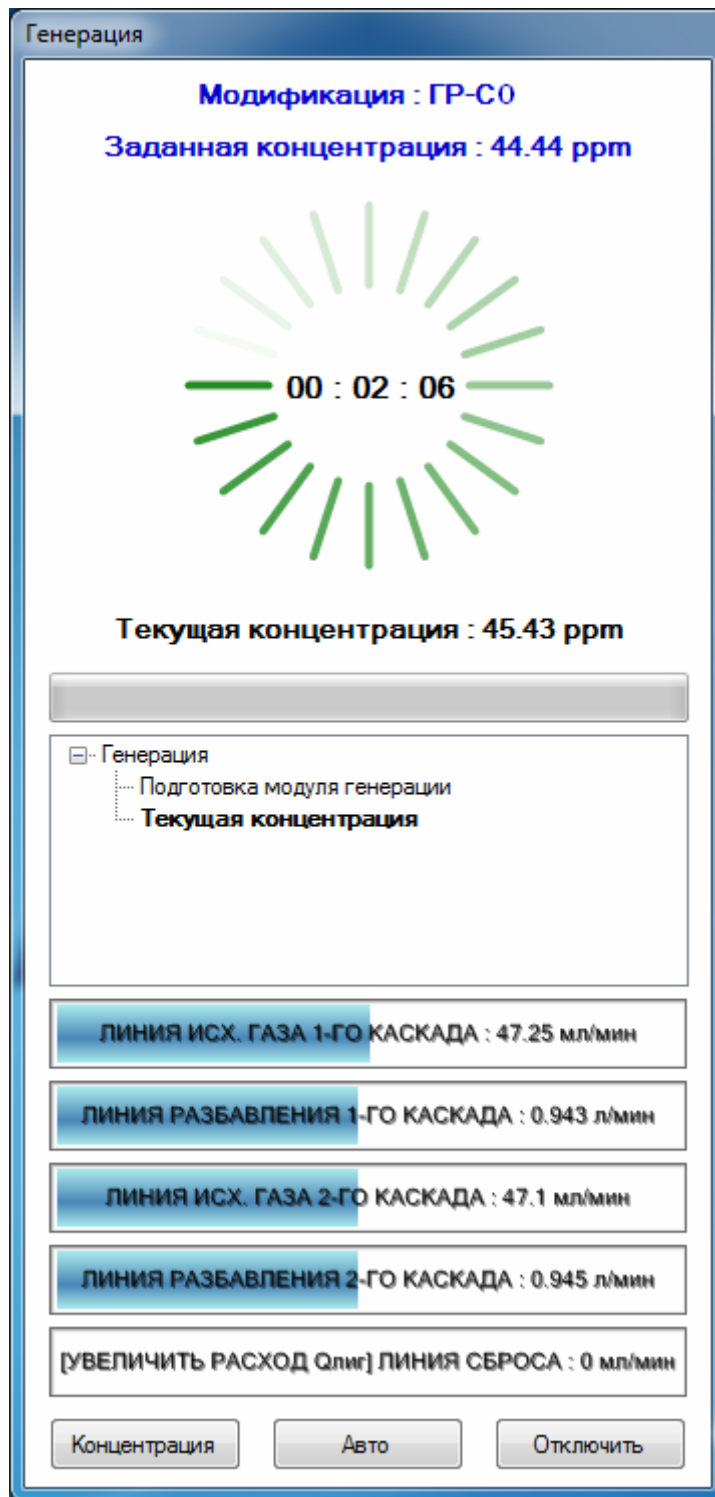 Генерация
Модификация : ГР-С0
Заданная концентрация : 44.44 ppm
00 : 02 : 06
Текущая концентрация : 45.43 ppm
Генерация
Подготовка модуля генерации
Текущая концентрация
ЛИНИЯ ИСХ. ГАЗА 1-ГО КАСКАДА : 47.25 мл/мин
ЛИНИЯ РАЗБАВЛЕНИЯ 1-ГО КАСКАДА : 0.943 л/мин
ЛИНИЯ ИСХ. ГАЗА 2-ГО КАСКАДА : 47.1 мл/мин
ЛИНИЯ РАЗБАВЛЕНИЯ 2-ГО КАСКАДА : 0.945 л/мин
[УВЕЛИЧИТЬ РАСХОД Qлиг] ЛИНИЯ СБРОСА : 0 мл/мин
Концентрация Авто Отключить